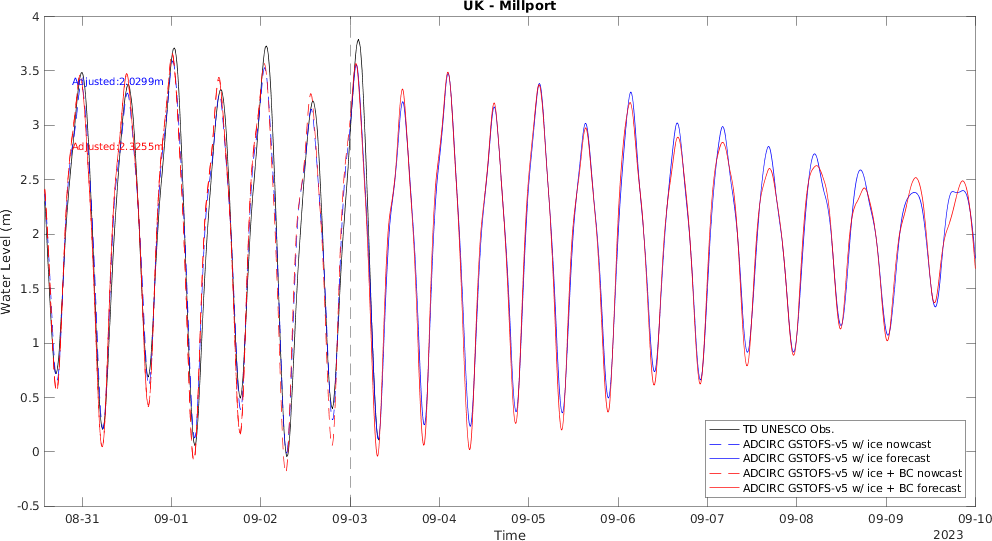 UK - Millport
4
3.5
3
2.5
2
1.5
1
0.5
0
-0.5
Water Level (m)
Adjusted:2.0299m
Adjusted:2.3255m
TD UNESCO Obs.
ADCIRC GSTOFS-v5 w/ ice nowcast
ADCIRC GSTOFS-v5 w/ ice forecast
ADCIRC GSTOFS-v5 w/ ice + BC nowcast
ADCIRC GSTOFS-v5 w/ ice + BC forecast
08-31 09-01 09-02 09-03 09-04 09-05 09-06 09-07 09-08 09-09 09-10
Time
2023